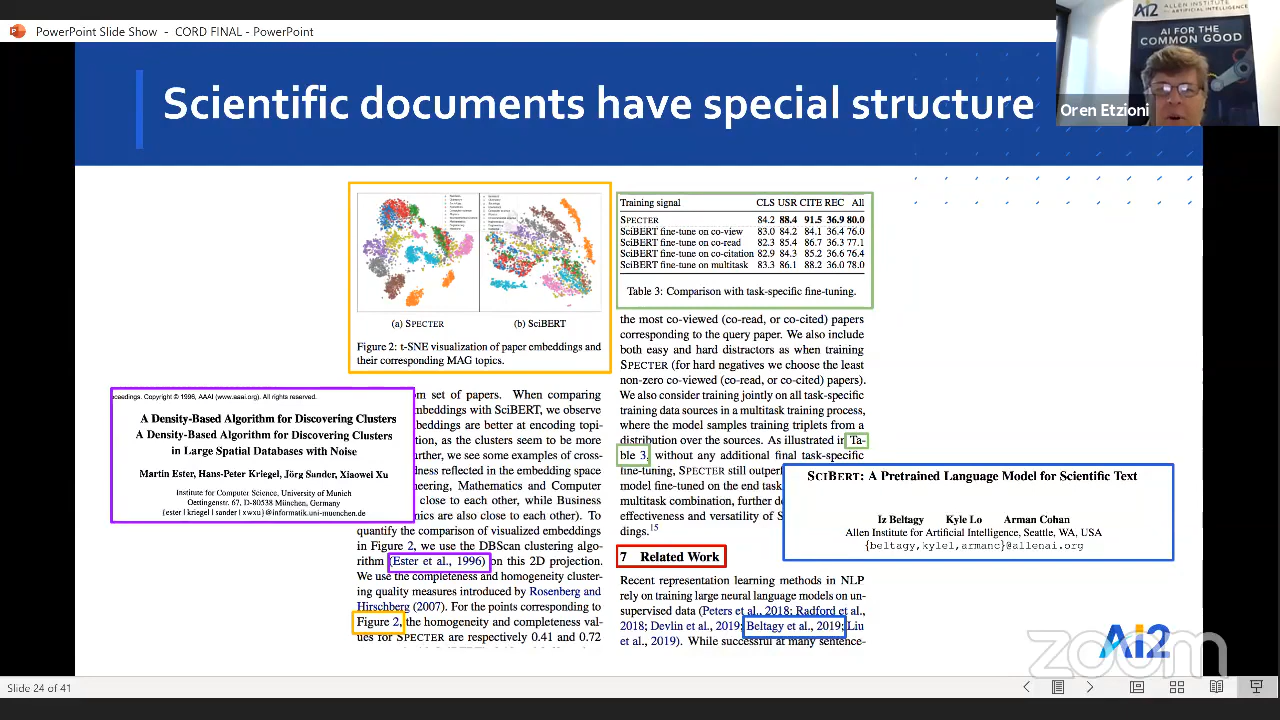 PowerPoint Slide Show - CORD FINAL - PowerPoint
AI2 ALLEN INSTITUTE
for ARTIFICIAL INTELLIGENCE
AI FOR THE
COMMON GOOD
Oren Etzioni
Scientific documents have special structure
(a) SPECTER
(b) SciBERT
Figure 2: t-SNE visualization of paper embeddings and
their corresponding MAG topics.
ceedings. Copyright © 1996, AAAI (www.aaai.org). All rights reserved.
A Density-Based Algorithm for Discovering Clusters
A Density-Based Algorithm for Discovering Clusters
in Large Spatial Databases with Noise
Martin Ester, Hans-Peter Kriegel, Jörg Sander, Xiaowei Xu
Institute for Computer Science, University of Munich
Oettingenstr. 67, D-80538 München, Germany
{ester | kriegel | sander | xwxu}@informatik.uni-muenchen.de
set of papers. When comparing
embeddings with SciBERT, we observe
beddings are better at encoding topi-
tion, as the clusters seem to be more
rther, we see some examples of cross-
dness reflected in the embedding space
neering, Mathematics and Computer
close to each other, while Business
ics are also close to each other). To
quantify the comparison of visualized embeddings
in Figure 2, we use the DBScan clustering algo-
rithm (Ester et al., 1996) on this 2D projection.
We use the completeness and homogeneity cluster-
ing quality measures introduced by Rosenberg and
Hirschberg (2007). For the points corresponding to
Figure 2, the homogeneity and completeness val-
ues for SPECTER are respectively 0.41 and 0.72
Training signal CLS USR CITE REC All
SPECTER 84.2 88.4 91.5 36.9 80.0
SciBERT fine-tune on co-view 83.0 84.2 84.1 36.4 76.0
SciBERT fine-tune on co-read 82.3 85.4 86.7 36.3 77.1
SciBERT fine-tune on co-citation 82.9 84.3 85.2 36.6 76.4
SciBERT fine-tune on multitask 83.3 86.1 88.2 36.0 78.0
Table 3: Comparison with task-specific fine-tuning.
the most co-viewed (co-read, or co-cited) papers
corresponding to the query paper. We also include
both easy and hard distractors as when training
SPECTER (for hard negatives we choose the least
non-zero co-viewed (co-read, or co-cited) papers).
We also consider training jointly on all task-specific
training data sources in a multitask training process,
where the model samples training triplets from a
distribution over the sources. As illustrated in Ta-
ble 3, without any additional final task-specific
fine-tuning, SPECTER still outperf
model fine-tuned on the end task
multitask combination, further de
effectiveness and versatility of S
dings.15
SCIBERT: A Pretrained Language Model for Scientific Text
Iz Beltagy Kyle Lo Arman Cohan
Allen Institute for Artificial Intelligence, Seattle, WA, USA
{beltagy,kylel,armanc}@allenai.org
7 Related Work
Recent representation learning methods in NLP
rely on training large neural language models on un-
supervised data (Peters et al., 2018; Radford et al.,
2018; Devlin et al., 2019; Beltagy et al., 2019; Liu
et al., 2019). While successful at many sentence-
Ai2
zoom
Slide 24 of 41